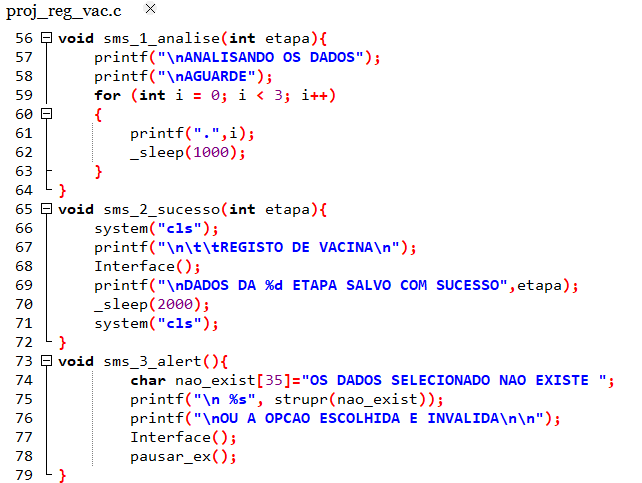 proj_reg_vac.c ×
56 void sms_1_analise(int etapa){
57     printf("\nANALISANDO OS DADOS");
58     printf("\nAGUARDE");
59     for (int i = 0; i < 3; i++)
60     {
61         printf(".",i);
62         _sleep(1000);
63     }
64 }
65 void sms_2_sucesso(int etapa){
66     system("cls");
67     printf("\n\t\tREGISTO DE VACINA\n");
68     Interface();
69     printf("\nDADOS DA %d ETAPA SALVO COM SUCESSO",etapa);
70     _sleep(2000);
71     system("cls");
72 }
73 void sms_3_alert(){
74         char nao_exist[35]="OS DADOS SELECIONADO NAO EXISTE ";
75         printf("\n %s", strupr(nao_exist));
76         printf("\nOU A OPCAO ESCOLHIDA E INVALIDA\n\n");
77         Interface();
78         pausar_ex();
79 }